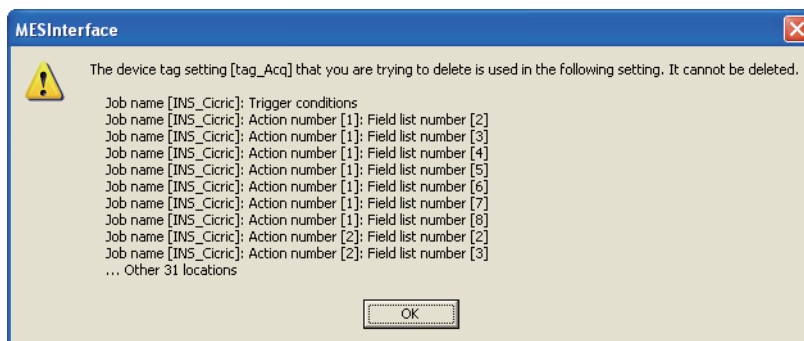 MESInterface
The device tag setting [tag_Acq] that you are trying to delete is used in the following setting. It cannot be deleted.
Job name [INS_Cicric]: Trigger conditions
Job name [INS_Cicric]: Action number [1]: Field list number [2]
Job name [INS_Cicric]: Action number [1]: Field list number [3]
Job name [INS_Cicric]: Action number [1]: Field list number [4]
Job name [INS_Cicric]: Action number [1]: Field list number [5]
Job name [INS_Cicric]: Action number [1]: Field list number [6]
Job name [INS_Cicric]: Action number [1]: Field list number [7]
Job name [INS_Cicric]: Action number [1]: Field list number [8]
Job name [INS_Cicric]: Action number [2]: Field list number [2]
Job name [INS_Cicric]: Action number [2]: Field list number [3]
... Other 31 locations
OK